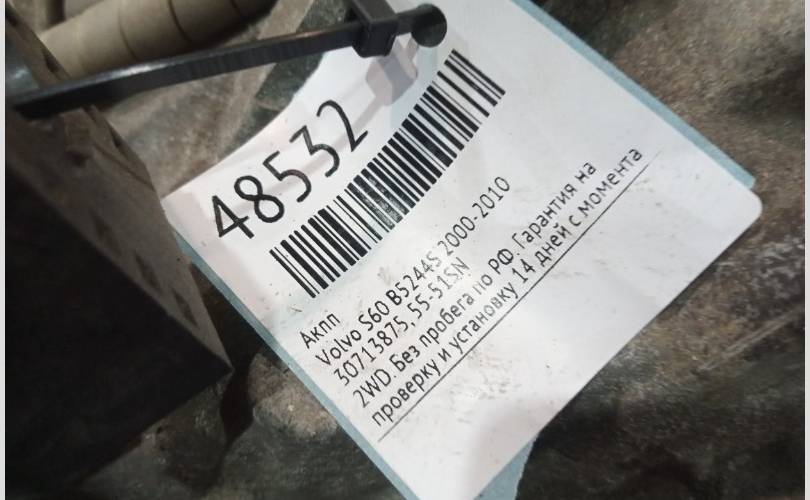 48532
Акпп
Volvo S60 B5244S 2000-2010
30713875, 55-51SN
2WD. Без пробега по РФ. Гарантия на
проверку и установку 14 дней с момента